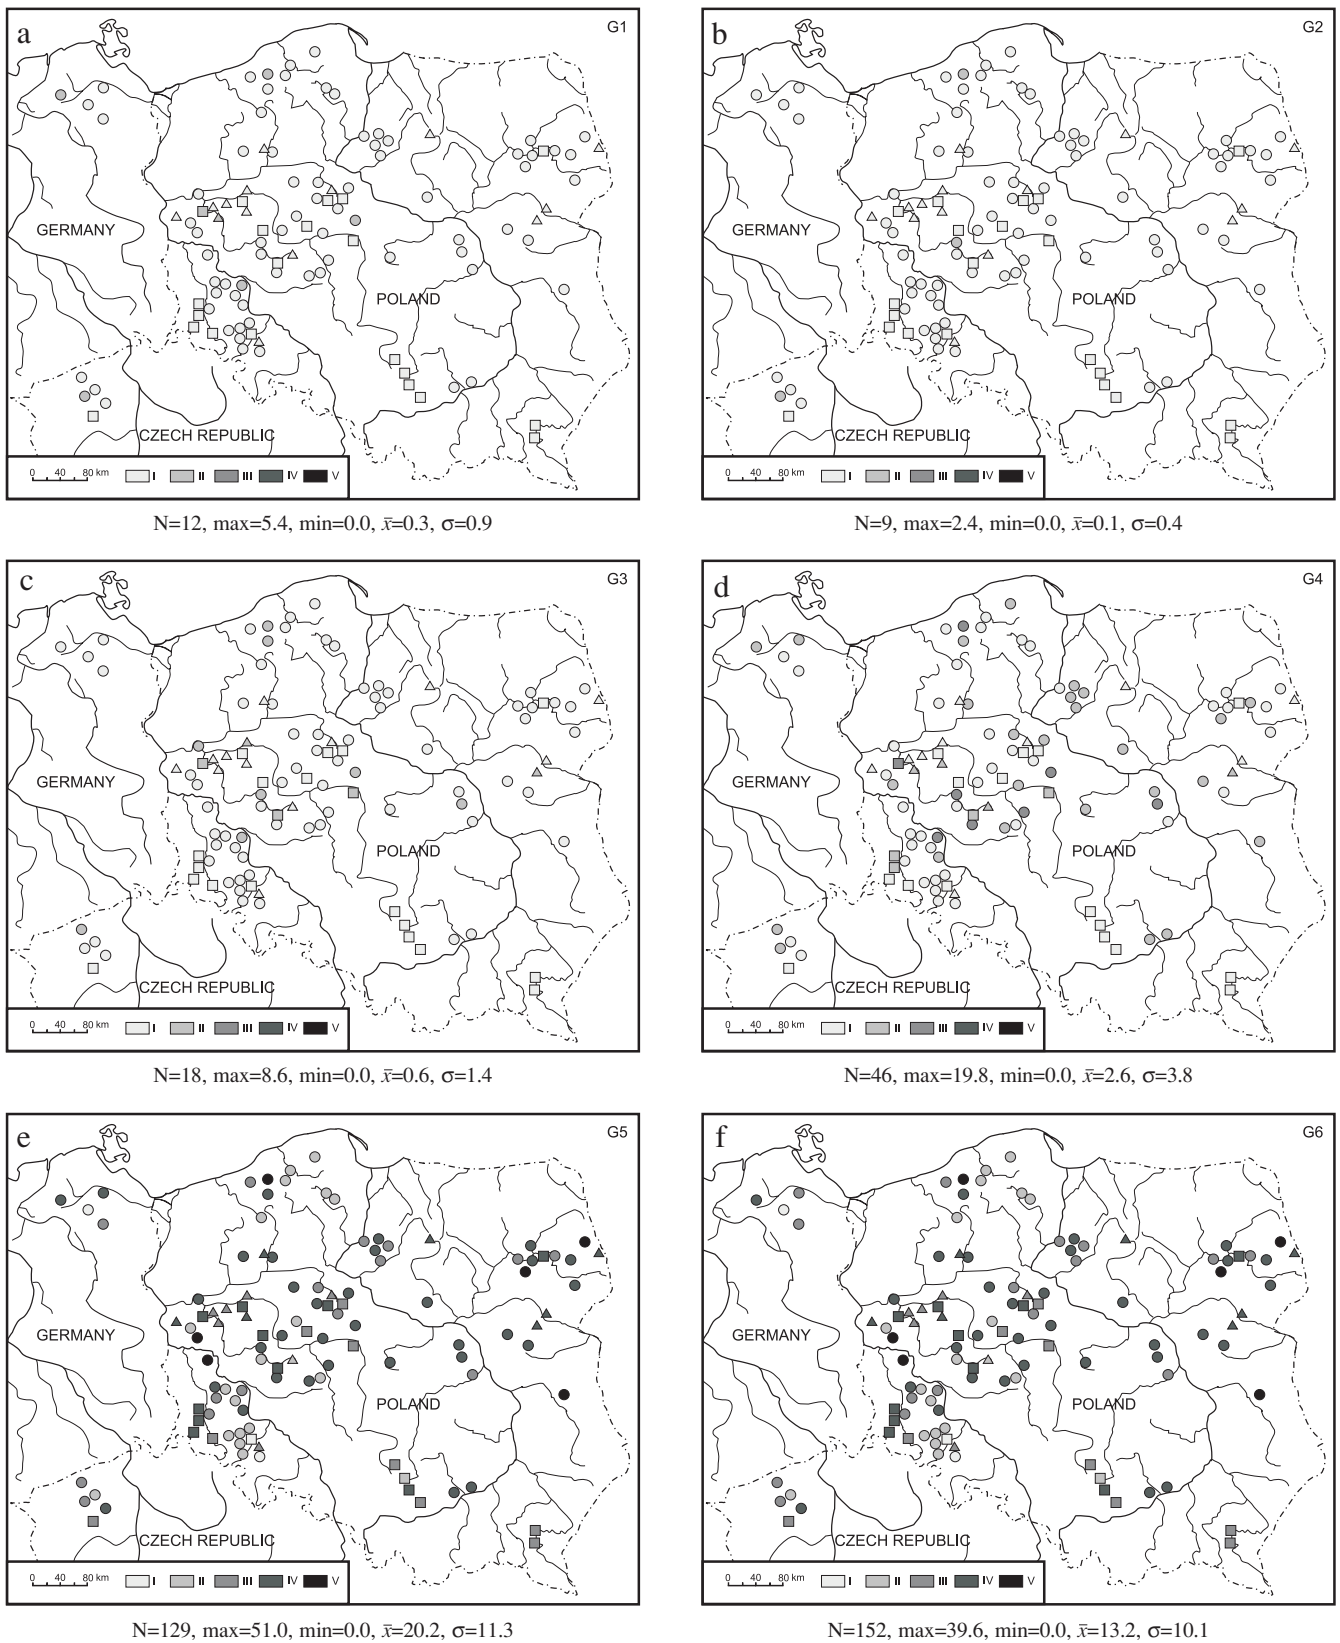 a
G1
GERMANY
POLAND
CZECH REPUBLIC
0 40 80 km I II III IV V
N=12, max=5.4, min=0.0, x̄=0.3, σ=0.9
b
G2
GERMANY
POLAND
CZECH REPUBLIC
0 40 80 km I II III IV V
N=9, max=2.4, min=0.0, x̄=0.1, σ=0.4
c
G3
GERMANY
POLAND
CZECH REPUBLIC
0 40 80 km I II III IV V
N=18, max=8.6, min=0.0, x̄=0.6, σ=1.4
d
G4
GERMANY
POLAND
CZECH REPUBLIC
0 40 80 km I II III IV V
N=46, max=19.8, min=0.0, x̄=2.6, σ=3.8
e
G5
GERMANY
POLAND
CZECH REPUBLIC
0 40 80 km I II III IV V
N=129, max=51.0, min=0.0, x̄=20.2, σ=11.3
f
G6
GERMANY
POLAND
CZECH REPUBLIC
0 40 80 km I II III IV V
N=152, max=39.6, min=0.0, x̄=13.2, σ=10.1